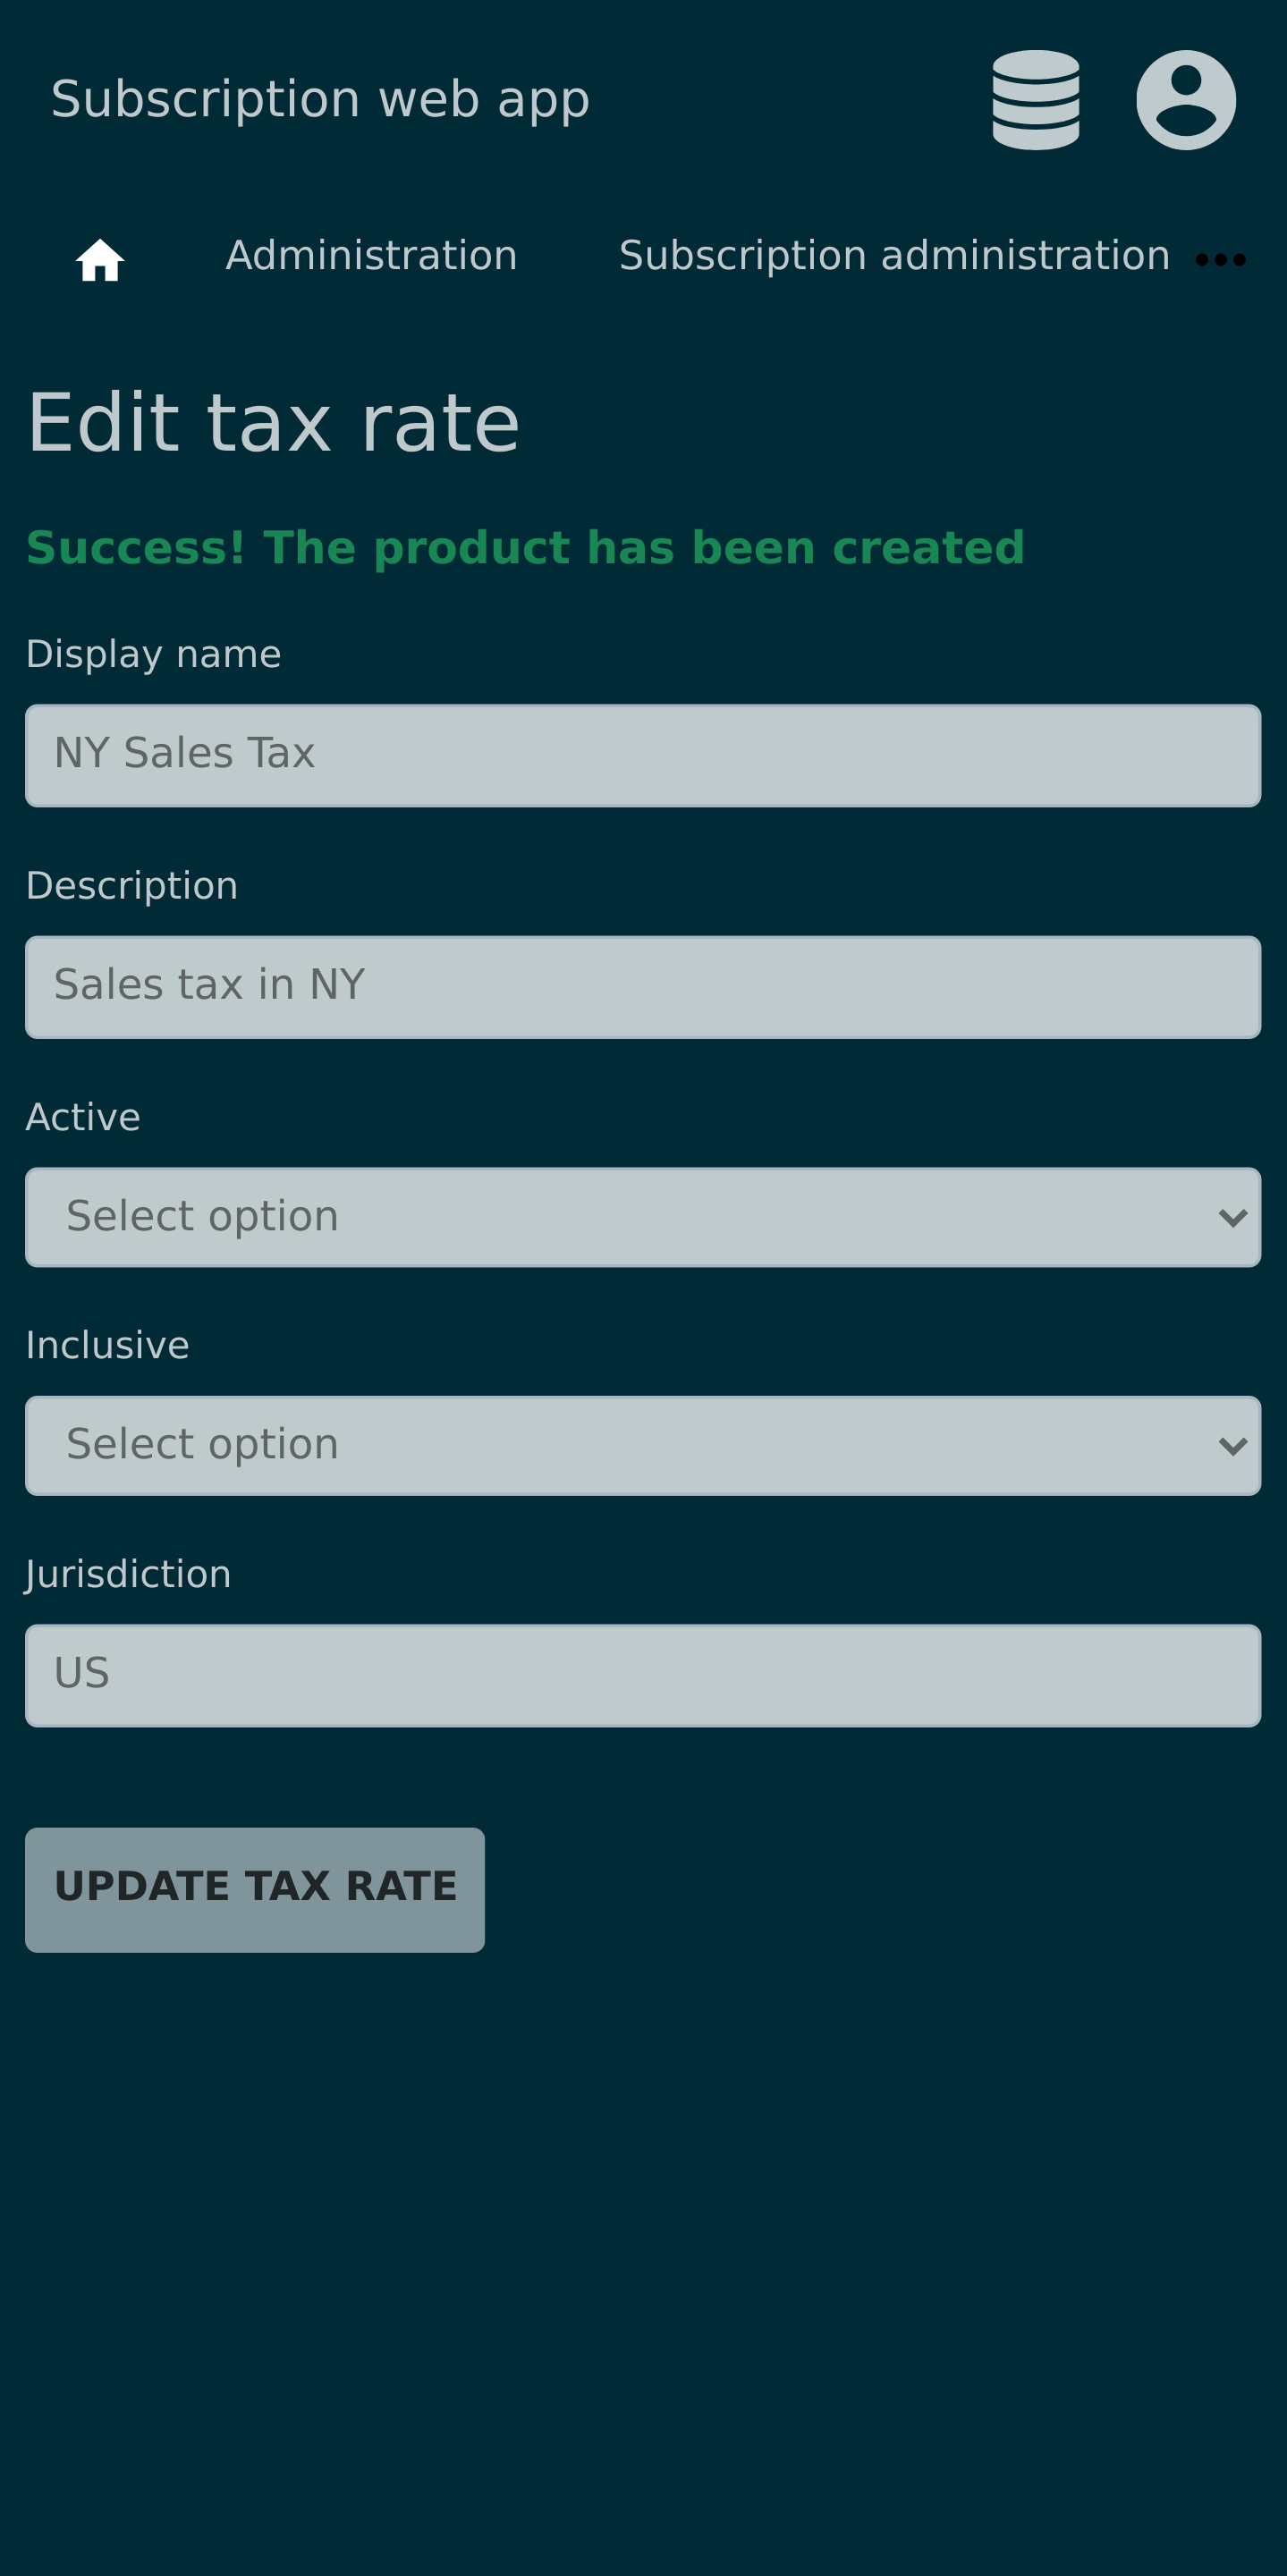 Subscription web app
Administration Subscription administration •••
Edit tax rate
Success! The product has been created
Display name
NY Sales Tax
Description
Sales tax in NY
Active
Select option
Inclusive
Select option
Jurisdiction
US
UPDATE TAX RATE